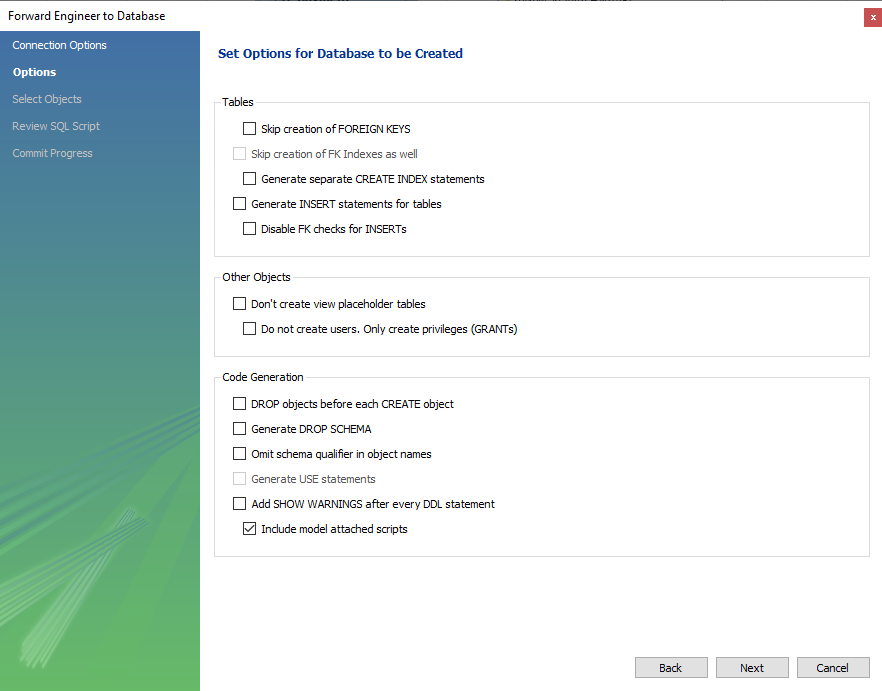 Forward Engineer to Database
x
Connection Options
Options
Select Objects
Review SQL Script
Commit Progress
Set Options for Database to be Created
Tables
Skip creation of FOREIGN KEYS
Skip creation of FK Indexes as well
Generate separate CREATE INDEX statements
Generate INSERT statements for tables
Disable FK checks for INSERTs
Other Objects
Don't create view placeholder tables
Do not create users. Only create privileges (GRANTs)
Code Generation
DROP objects before each CREATE object
Generate DROP SCHEMA
Omit schema qualifier in object names
Generate USE statements
Add SHOW WARNINGS after every DDL statement
Include model attached scripts
Back
Next
Cancel